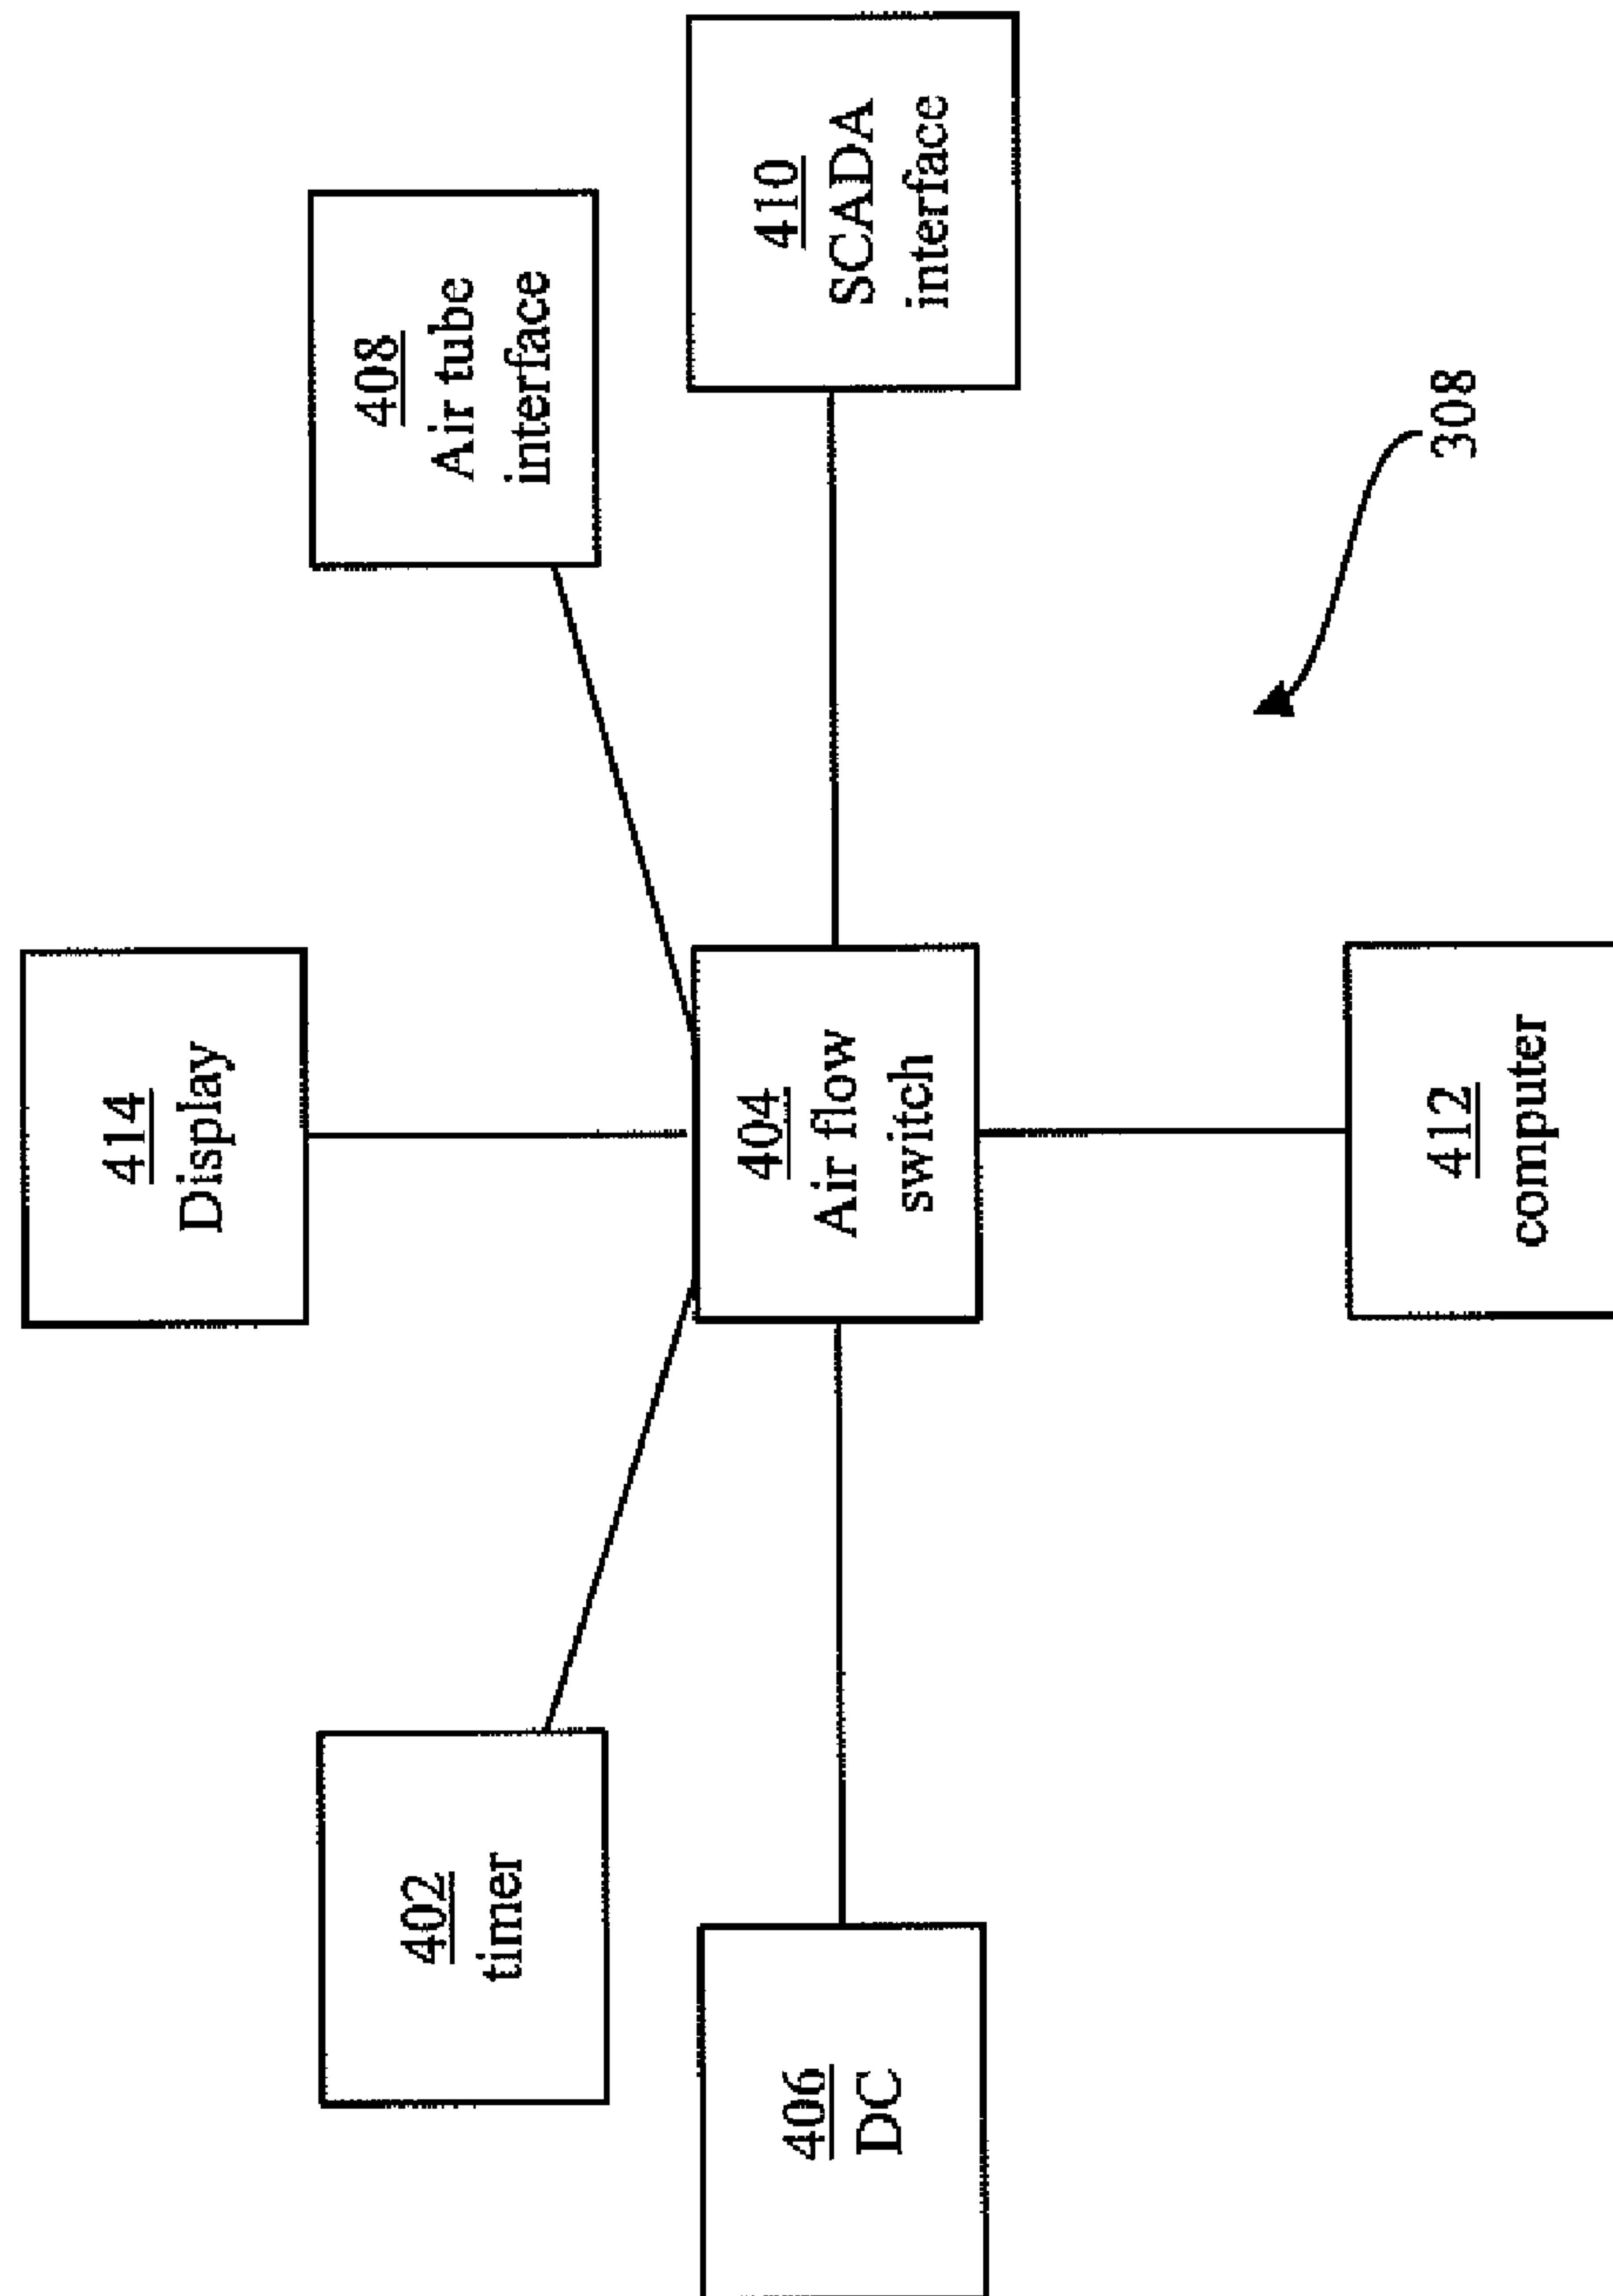 414
Display
402
timer
408
Air tube
interface
406
DC
404
Air flow
switch
410
SCADA
interface
412
computer
308